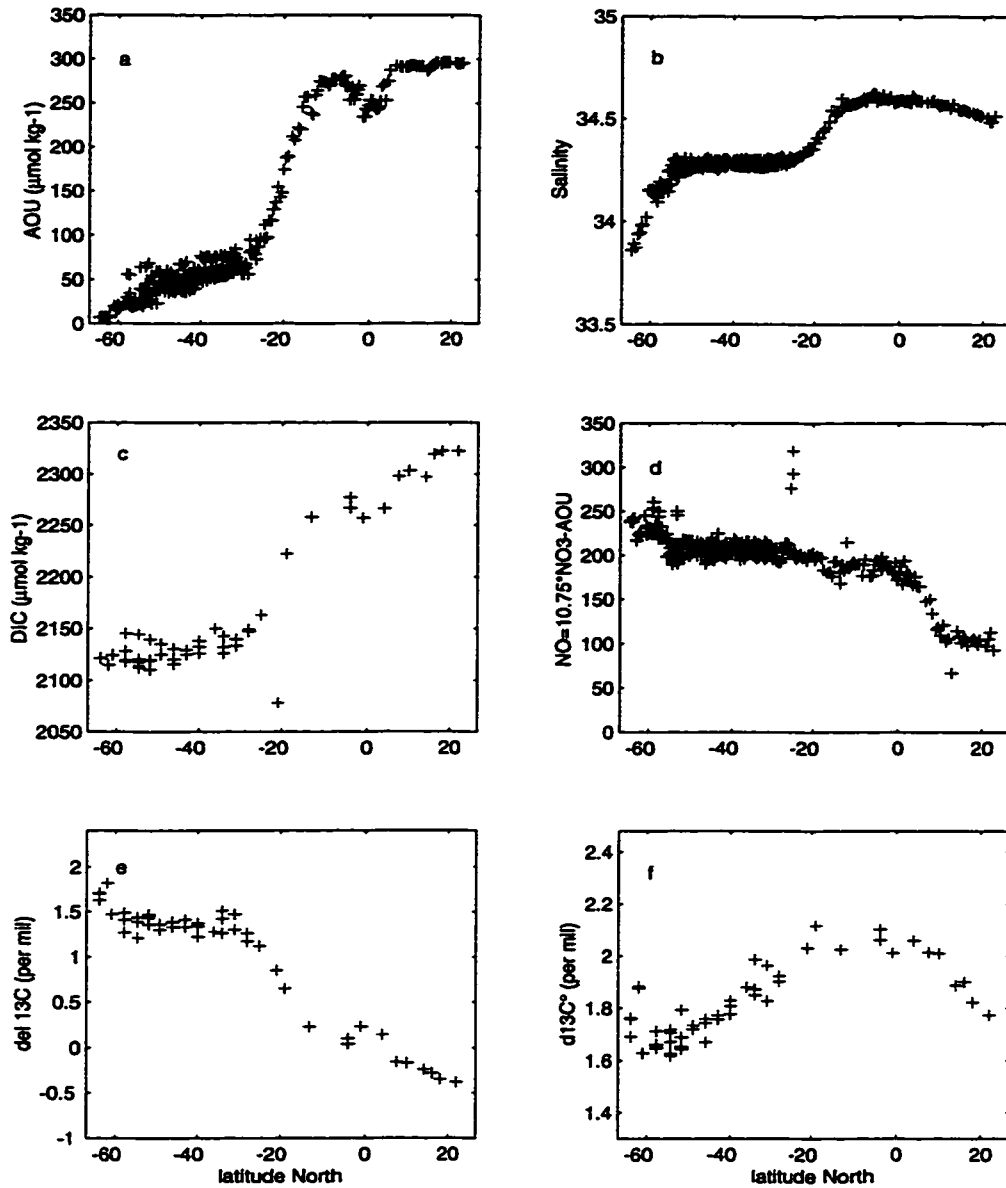 350
300
250
200
150
100
50
0
AOU (μmol kg-1)
a
-60 -40 -20 0 20
35
34.5
34
33.5
Salinity
b
-60 -40 -20 0 20
2350
2300
2250
2200
2150
2100
2050
DIC (μmol kg-1)
c
-60 -40 -20 0 20
350
300
250
200
150
100
50
0
NO=10.75*NO3-AOU
d
-60 -40 -20 0 20
2
1.5
1
0.5
0
-0.5
-1
del 13C (per mil)
e
-60 -40 -20 0 20
latitude North
2.4
2.2
2
1.8
1.6
1.4
d13C° (per mil)
f
-60 -40 -20 0 20
latitude North